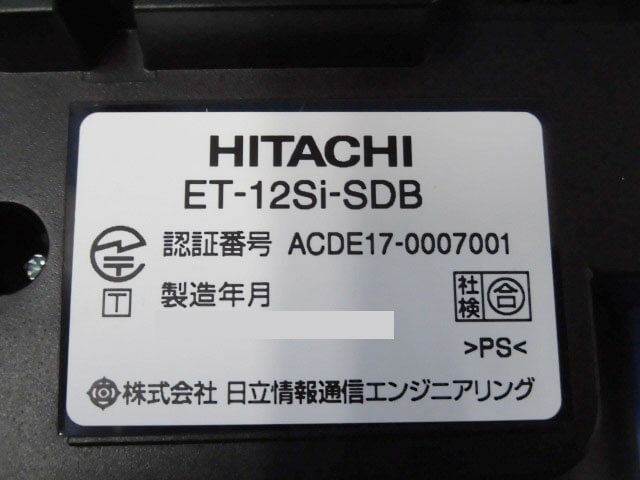 HITACHI
ET-12Si-SDB
認証番号 ACDE17-0007001
T 製造年月
社検 合
>PS<
株式会社 日立情報通信エンジニアリング